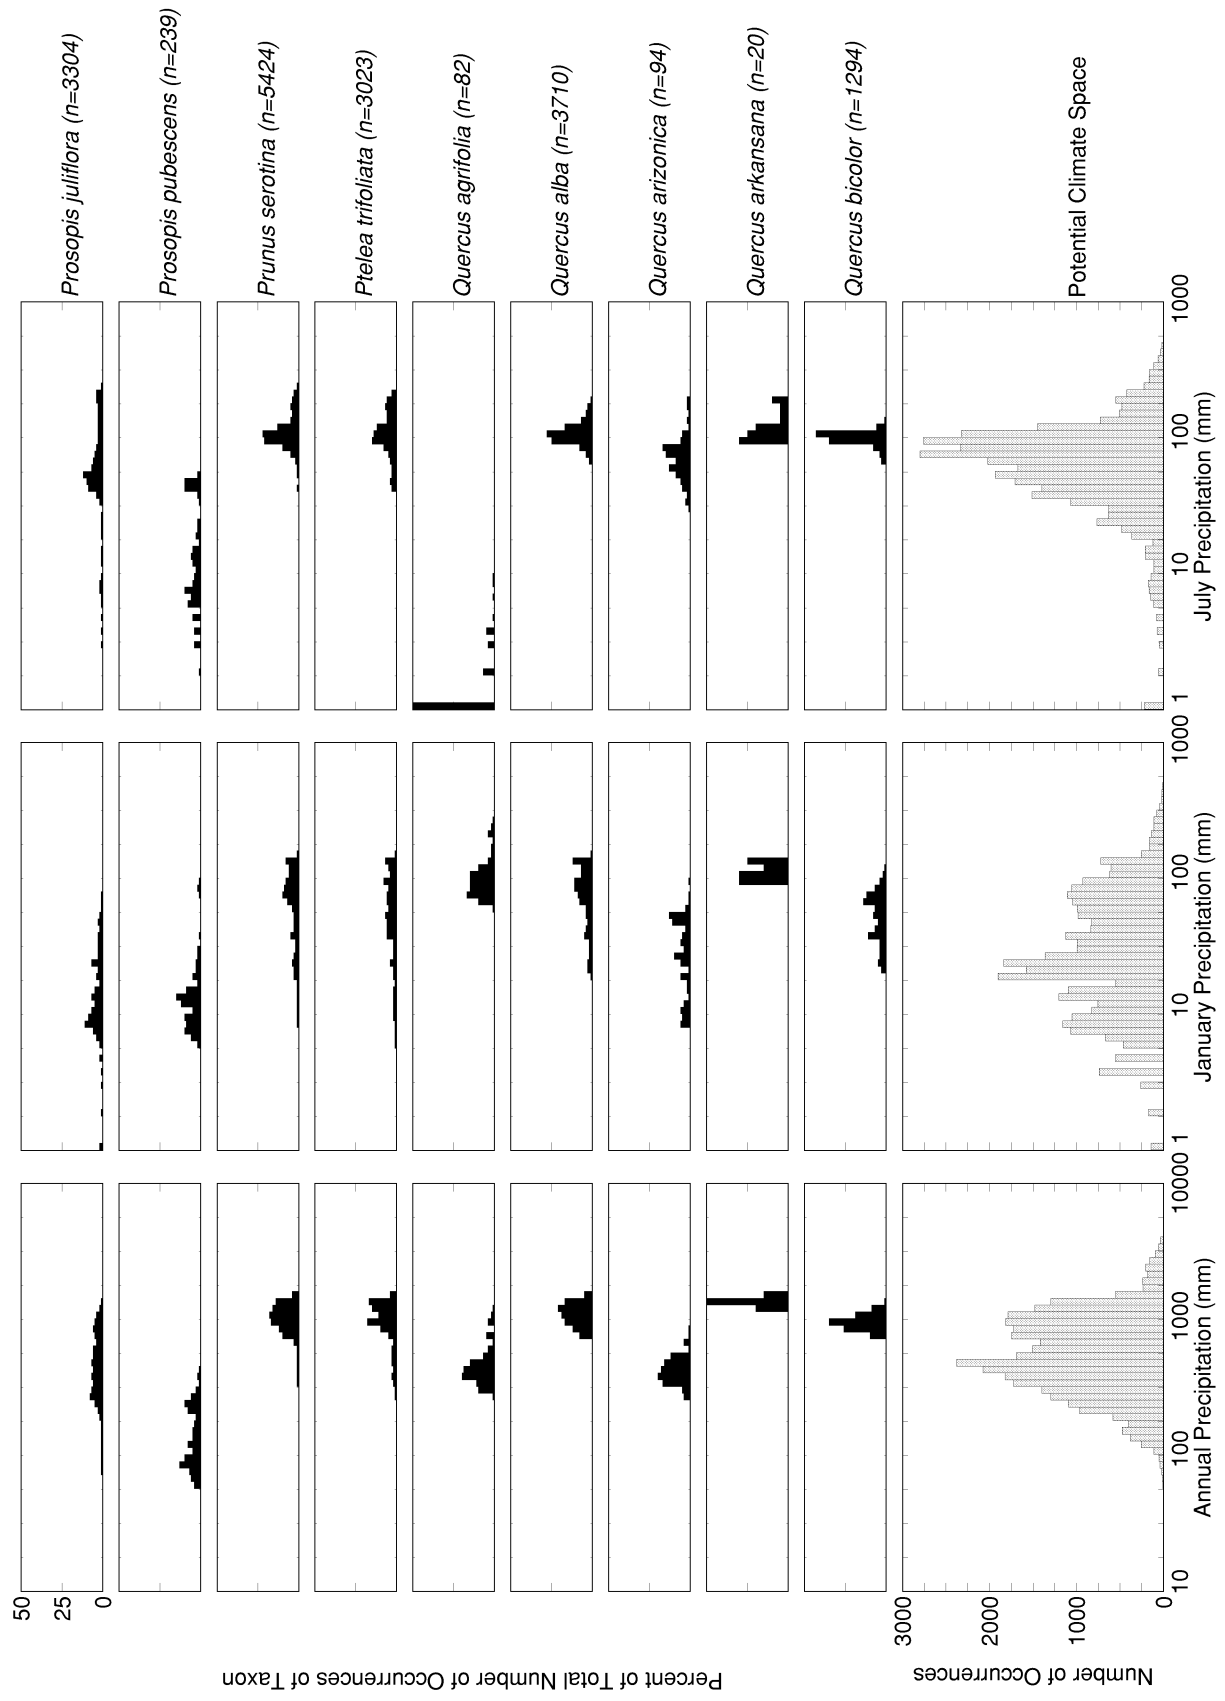 Prosopis juliflora (n=3304)
Prosopis pubescens (n=239)
Prunus serotina (n=5424)
Ptelea trifoliata (n=3023)
Quercus agrifolia (n=82)
Quercus alba (n=3710)
Quercus arizonica (n=94)
Quercus arkansana (n=20)
Quercus bicolor (n=1294)
Potential Climate Space
50
25
0
Percent of Total Number of Occurrences of Taxon
3000
2000
1000
0
Number of Occurrences
10
100
1000
10000
Annual Precipitation (mm)
1
10
100
1000
January Precipitation (mm)
1
10
100
1000
July Precipitation (mm)